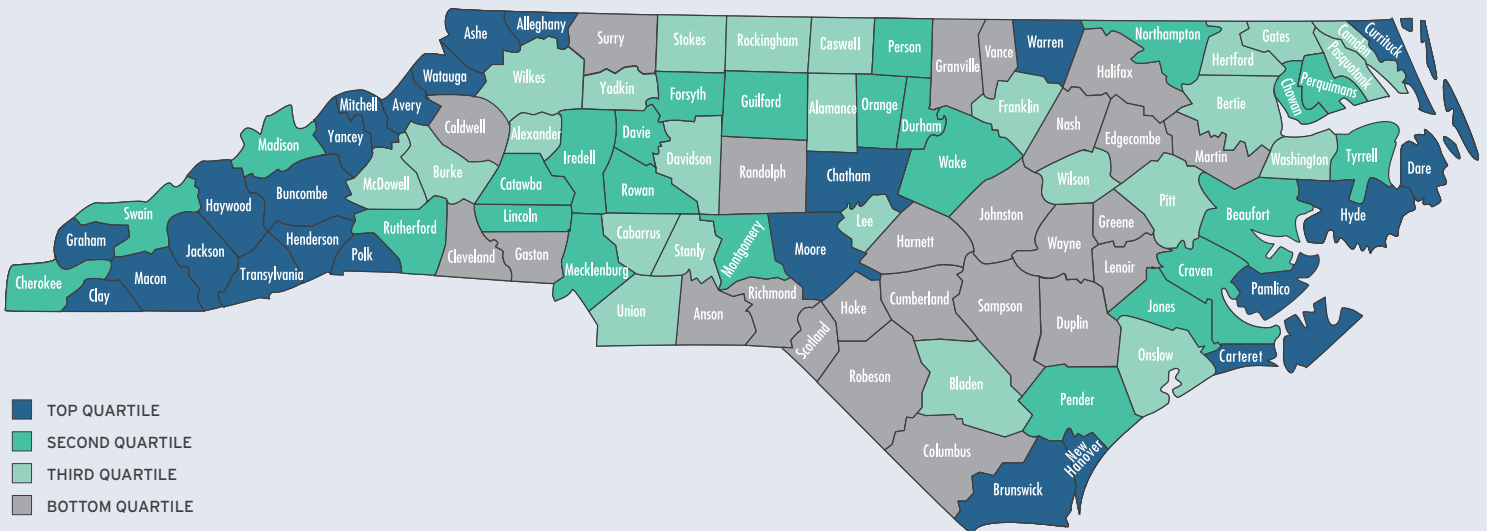 Ashe
Alleghany
Surry
Stokes
Rockingham
Caswell
Person
Granville
Vance
Warren
Northampton
Gates
Camden
Currituck
Pasquotank
Hertford
Halifax
Watauga
Wilkes
Yadkin
Forsyth
Guilford
Alamance
Orange
Durham
Franklin
Bertie
Chowan
Perquimans
Mitchell
Avery
Caldwell
Alexander
Davie
Nash
Edgecombe
Martin
Washington
Tyrrell
Dare
Madison
Yancey
Burke
Iredell
Davidson
Randolph
Chatham
Wake
McDowell
Catawba
Rowan
Wilson
Pitt
Beaufort
Hyde
Swain
Haywood
Buncombe
Rutherford
Lincoln
Cabarrus
Stanly
Montgomery
Moore
Lee
Harnett
Johnston
Greene
Wayne
Graham
Jackson
Henderson
Polk
Cleveland
Gaston
Mecklenburg
Lenoir
Craven
Pamlico
Cherokee
Clay
Macon
Transylvania
Union
Anson
Richmond
Scotland
Hoke
Cumberland
Sampson
Duplin
Jones
Onslow
Carteret
Robeson
Bladen
Pender
Columbus
Brunswick
New
Hanover
TOP QUARTILE
SECOND QUARTILE
THIRD QUARTILE
BOTTOM QUARTILE